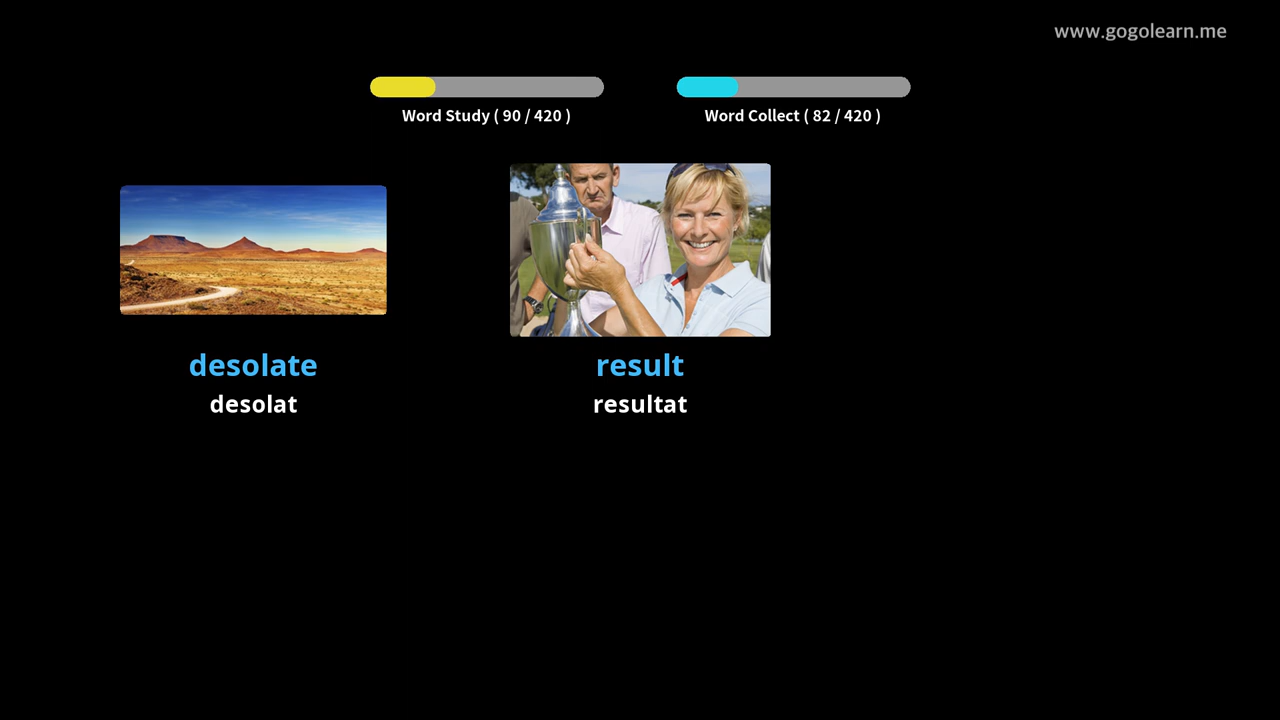 www.gogolearn.me
Word Study ( 90 / 420 )
Word Collect ( 82 / 420 )
desolate
desolat
result
resultat